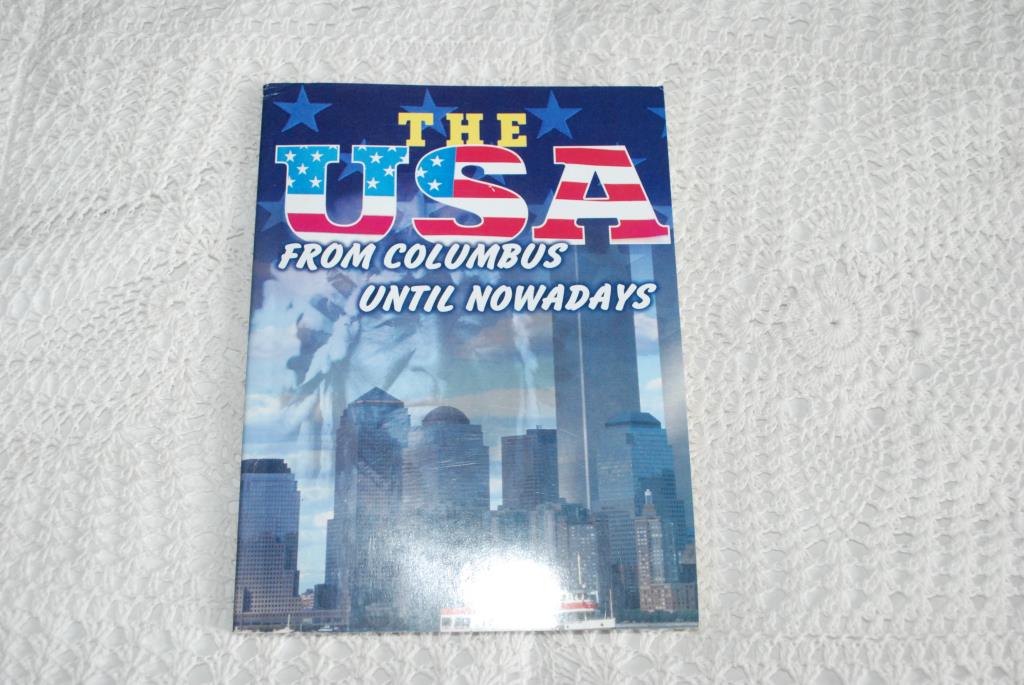 THE
USA
FROM COLUMBUS
UNTIL NOWADAYS